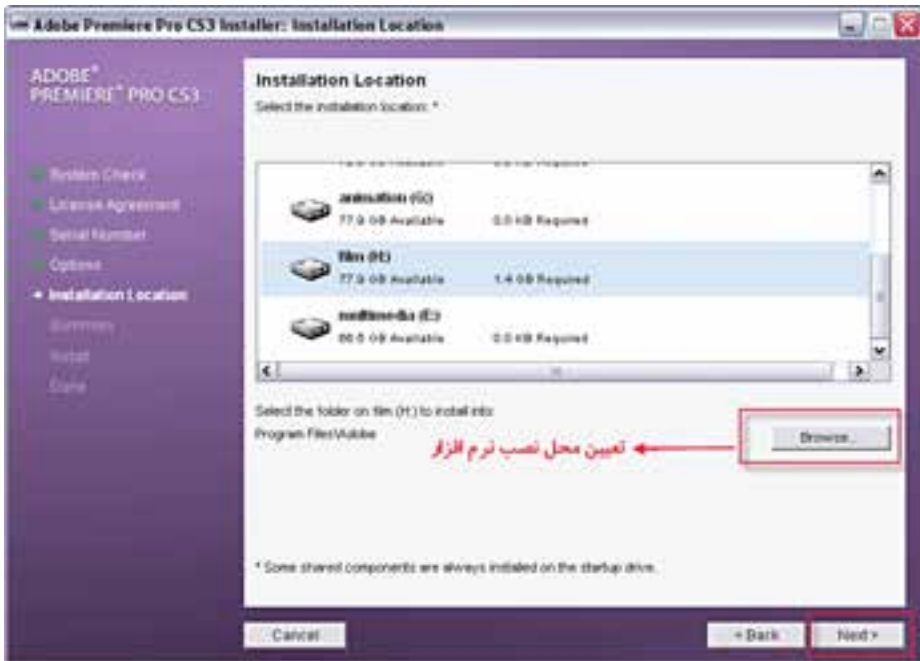 Adobe Premiere Pro CS3 Installer: Installation Location
ADOBE®
PREMIERE® PRO CS3
System Check
License Agreement
Serial Number
Options
Installation Location
Summary
Install
Done
Installation Location
Select the installation location: *
animation (G:)
77.9 GB Available 0.0 KB Required
film (H:)
77.9 GB Available 1.4 GB Required
multimedia (E:)
0.0 KB Required
Select the folder on film (H:) to install into:
Program Files\Adobe
Browse...
تعیین محل نصب نرم افزار
* Some shared components are always installed on the startup drive.
Cancel
< Back
Next >